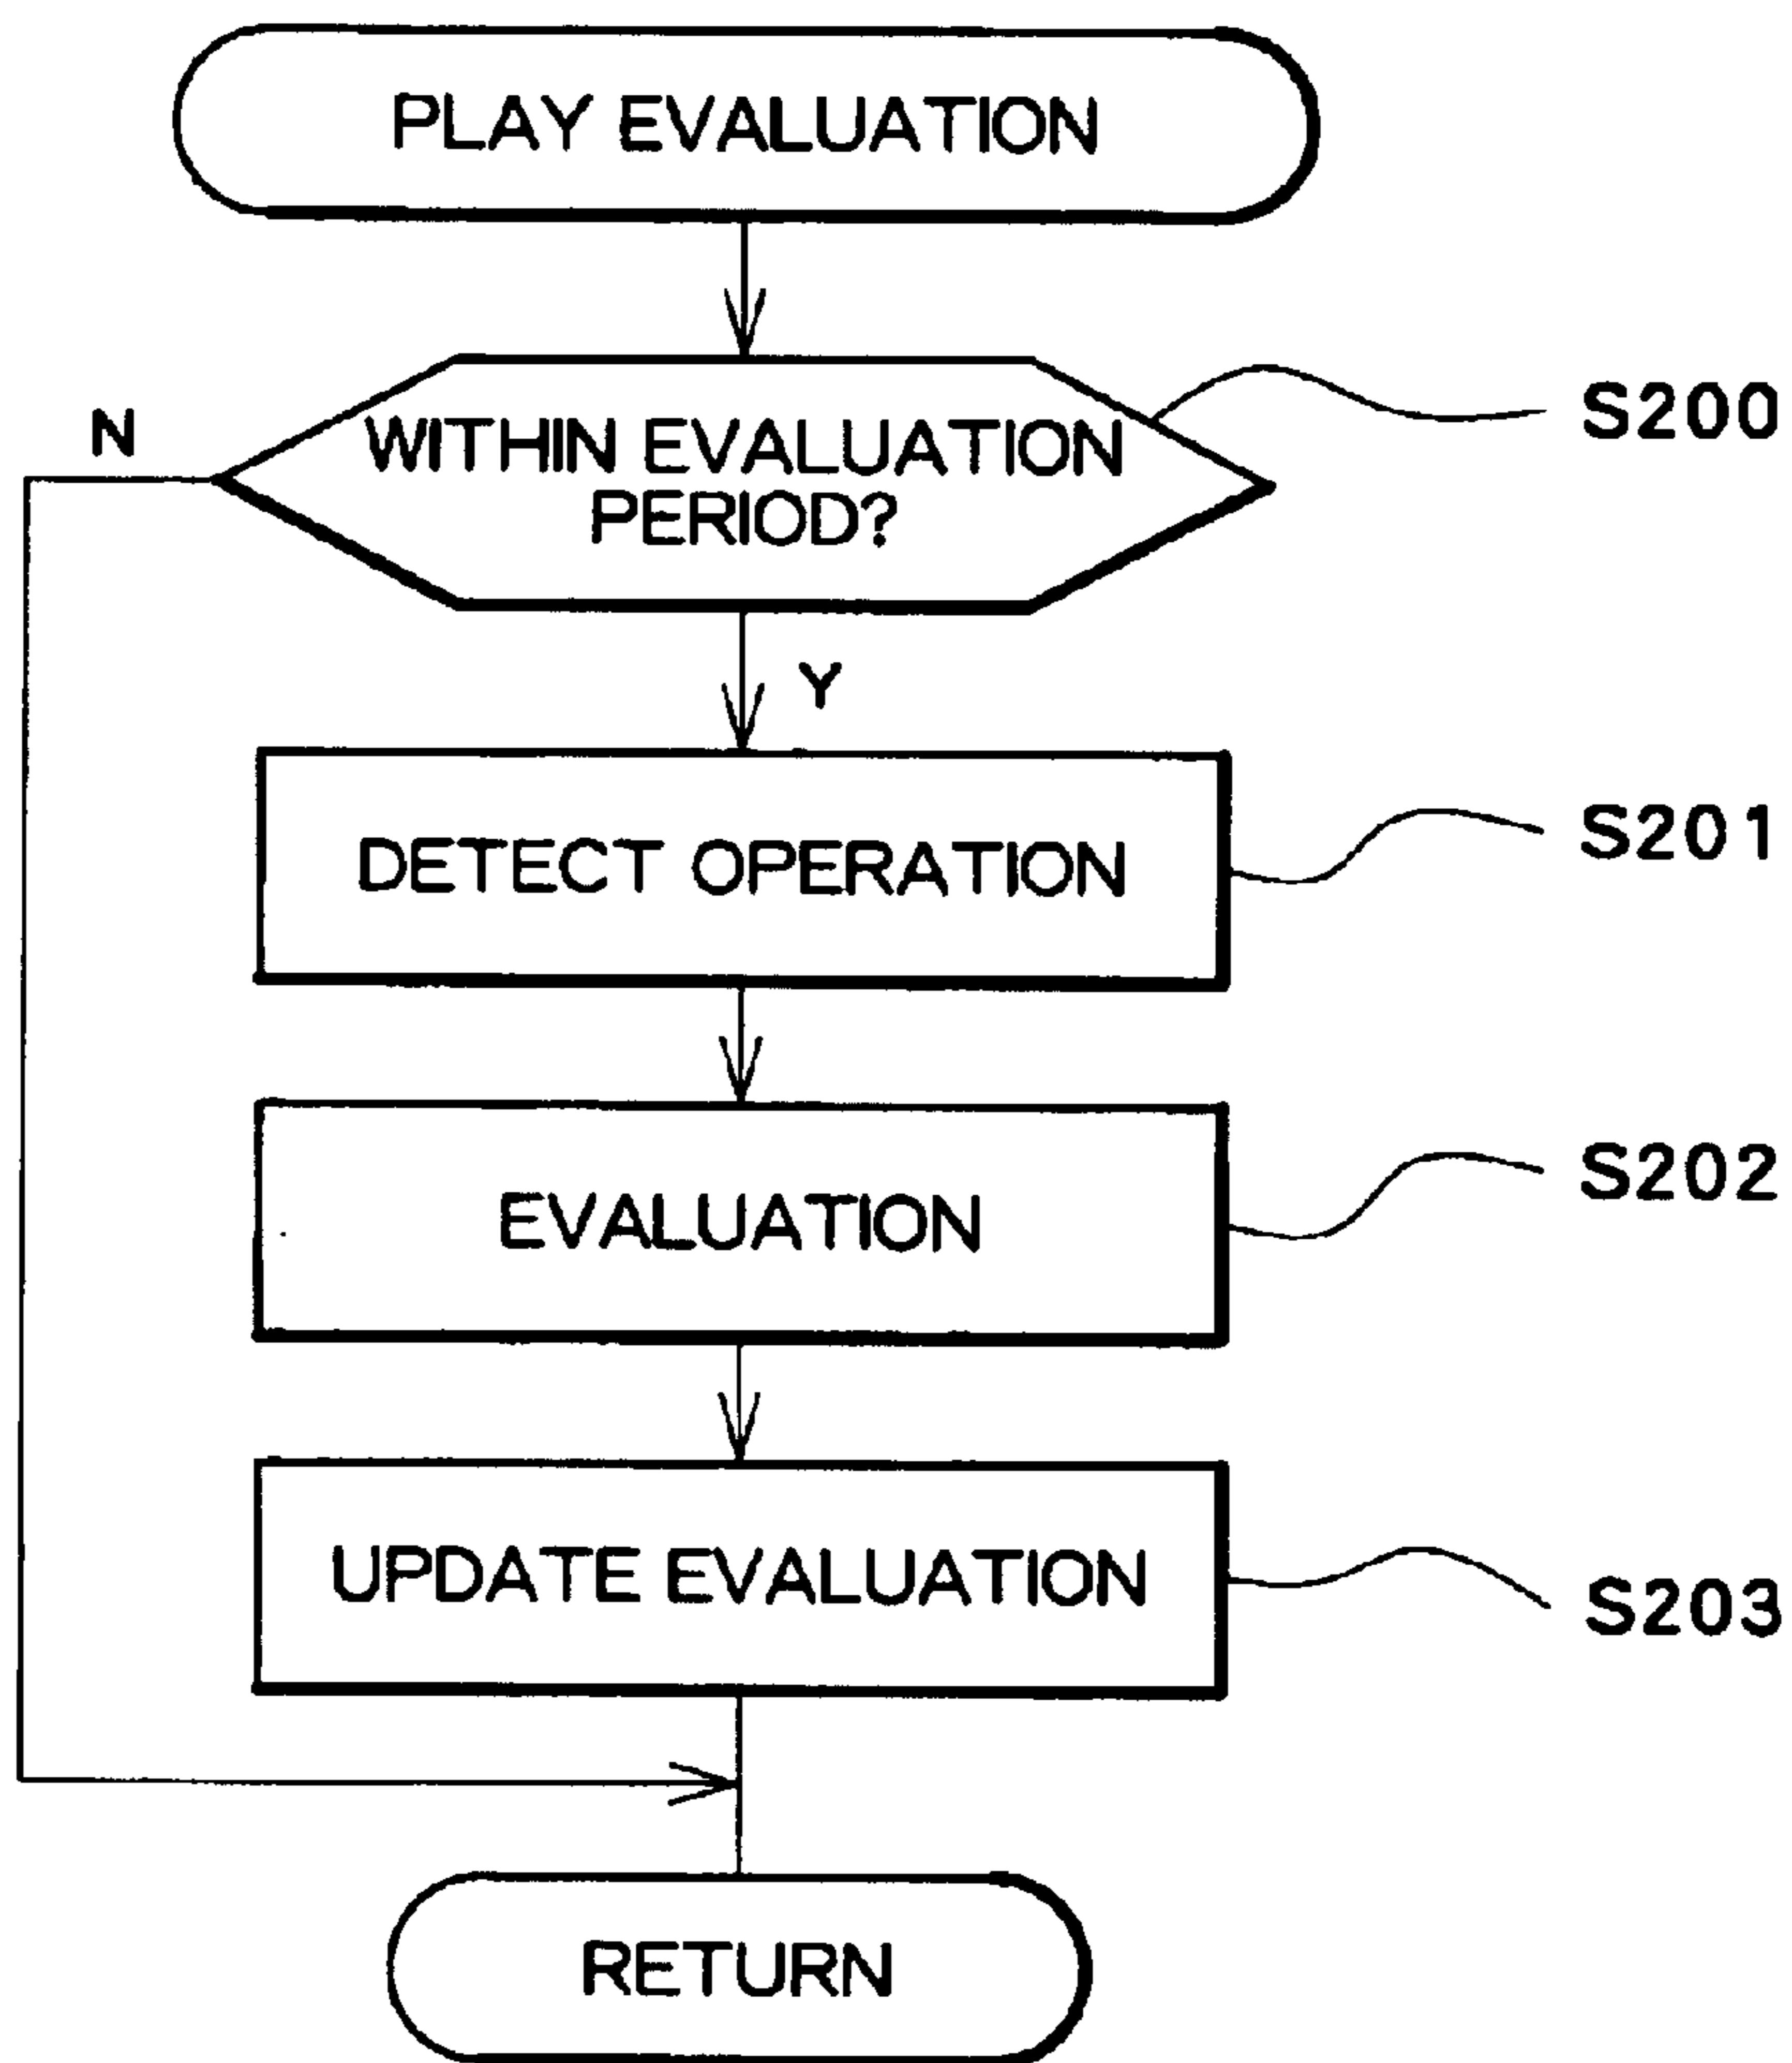 PLAY EVALUATION
N
WITHIN EVALUATION
PERIOD?
S200
Y
DETECT OPERATION
S201
EVALUATION
S202
UPDATE EVALUATION
S203
RETURN